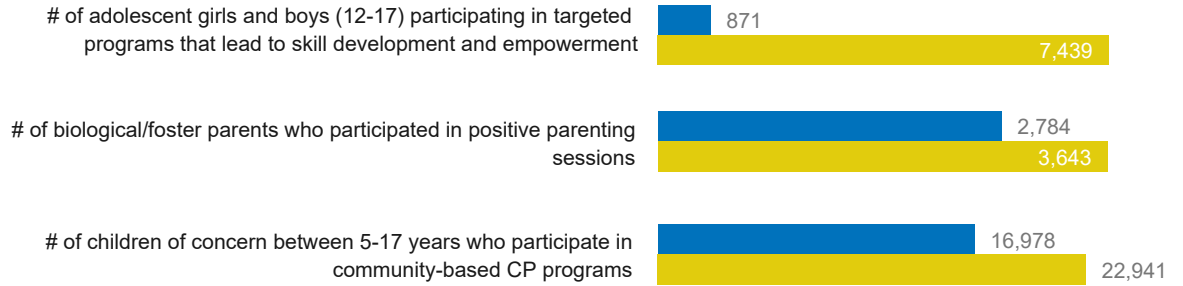 # of adolescent girls and boys (12-17) participating in targeted
programs that lead to skill development and empowerment
871
7,439
# of biological/foster parents who participated in positive parenting
sessions
2,784
3,643
# of children of concern between 5-17 years who participate in
community-based CP programs
16,978
22,941